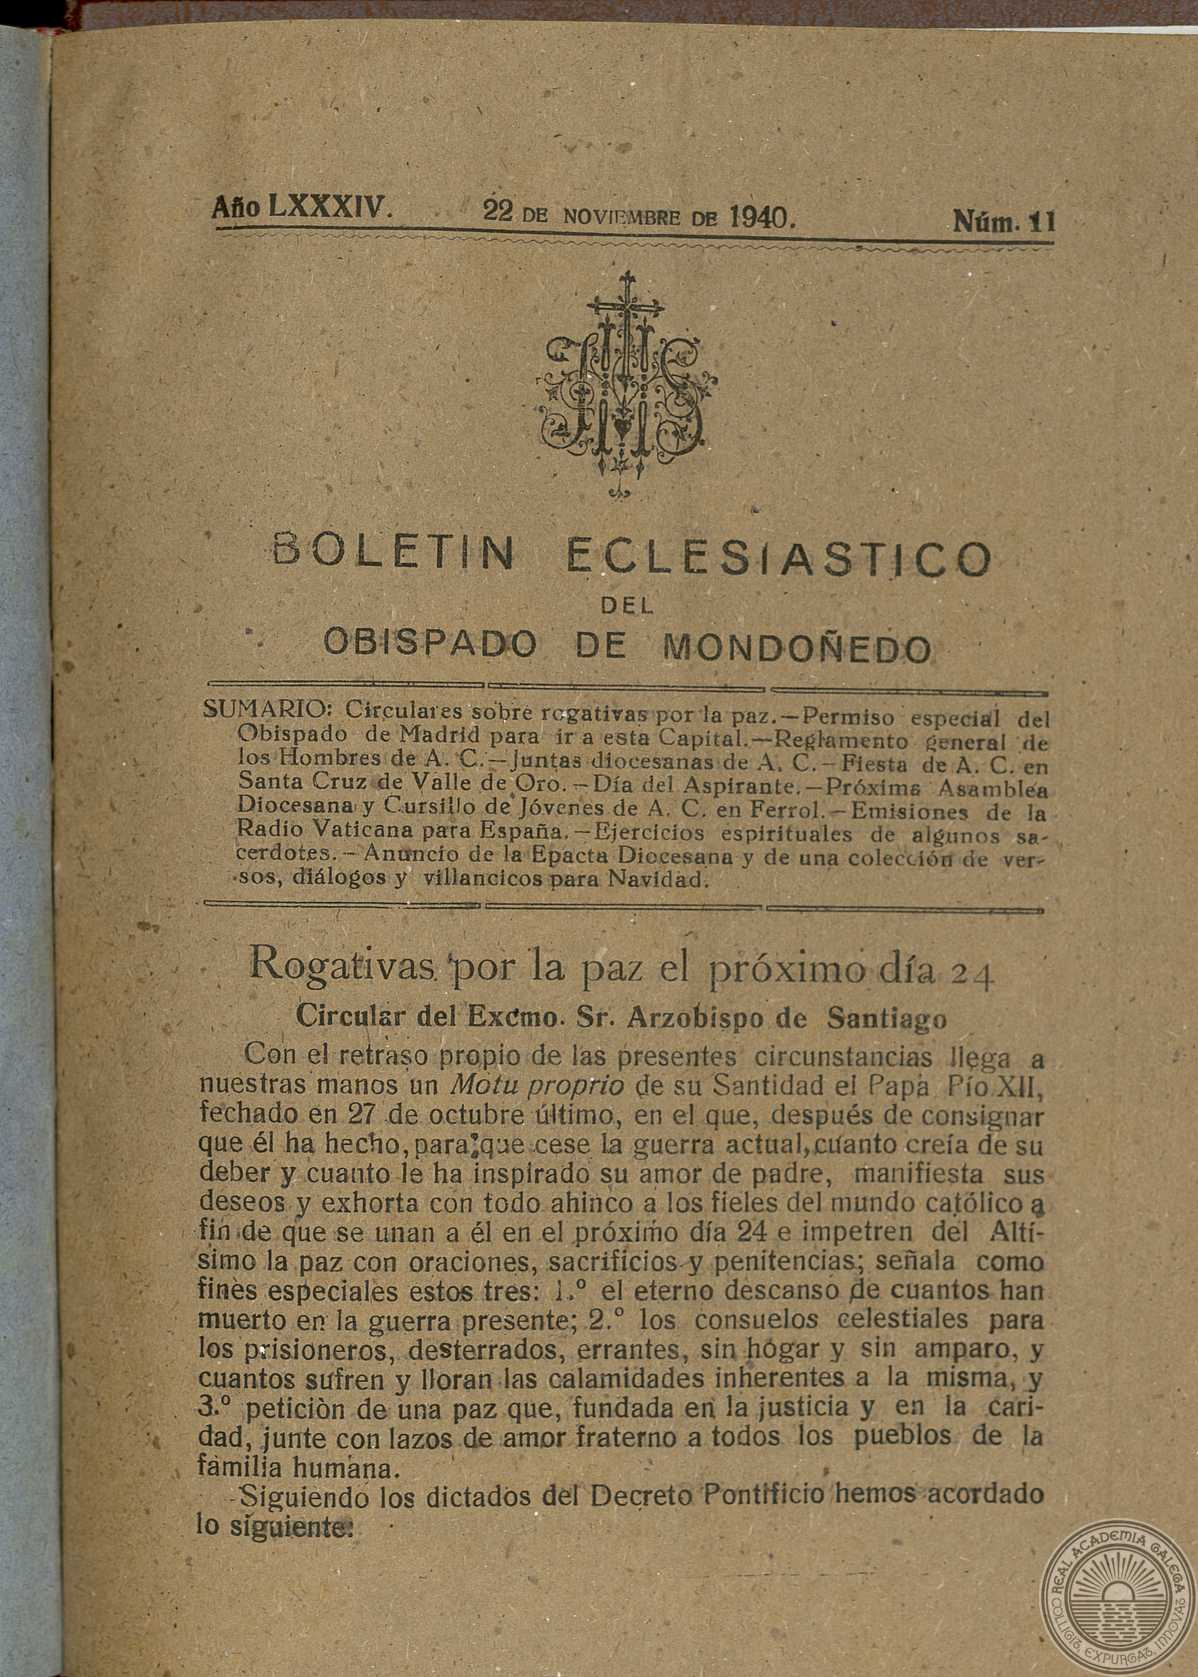 Año LXXXIV. 22 DE NOVIEMBRE DE 1940. Núm. 11
JHS
BOLETIN ECLESIASTICO
DEL
OBISPADO DE MONDOÑEDO
SUMARIO: Circulares sobre rogativas por la paz.—Permiso especial del
Obispado de Madrid para ir a esta Capital.—Reglamento general de
los Hombres de A. C.—Juntas diocesanas de A. C.—Fiesta de A. C. en
Santa Cruz de Valle de Oro.—Día del Aspirante.—Próxima Asamblea
Diocesana y Cursillo de Jóvenes de A. C. en Ferrol.—Emisiones de la
Radio Vaticana para España.—Ejercicios espirituales de algunos sa-
cerdotes.—Anuncio de la Epacta Diocesana y de una colección de ver-
sos, diálogos y villancicos para Navidad.
Rogativas por la paz el próximo día 24
Circular del Excmo. Sr. Arzobispo de Santiago
Con el retraso propio de las presentes circunstancias llega a
nuestras manos un Motu proprio de su Santidad el Papa Pío XII,
fechado en 27 de octubre último, en el que, después de consignar
que él ha hecho, para que cese la guerra actual, cuanto creía de su
deber y cuanto le ha inspirado su amor de padre, manifiesta sus
deseos y exhorta con todo ahinco a los fieles del mundo católico a
fin de que se unan a él en el próximo día 24 e impetren del Altí-
simo la paz con oraciones, sacrificios y penitencias; señala como
fines especiales estos tres: 1.º el eterno descanso de cuantos han
muerto en la guerra presente; 2.º los consuelos celestiales para
los prisioneros, desterrados, errantes, sin hogar y sin amparo, y
cuantos sufren y lloran las calamidades inherentes a la misma, y
3.º petición de una paz que, fundada en la justicia y en la cari-
dad, junte con lazos de amor fraterno a todos los pueblos de la
familia humana.
Siguiendo los dictados del Decreto Pontificio hemos acordado
lo siguiente:
REAL ACADEMIA GALEGA
COLLIGIT, EXPURGAT, INNOVAT